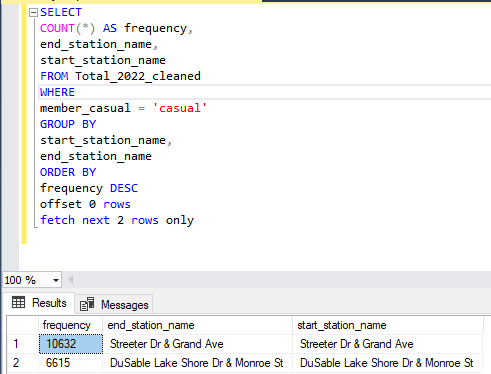 SELECT
COUNT(*) AS frequency,
end_station_name,
start_station_name
FROM Total_2022_cleaned
WHERE
member_casual = 'casual'
GROUP BY
start_station_name,
end_station_name
ORDER BY
frequency DESC
offset 0 rows
fetch next 2 rows only
100 %
Results Messages
frequency end_station_name start_station_name
1 10632 Streeter Dr & Grand Ave Streeter Dr & Grand Ave
2 6615 DuSable Lake Shore Dr & Monroe St DuSable Lake Shore Dr & Monroe St